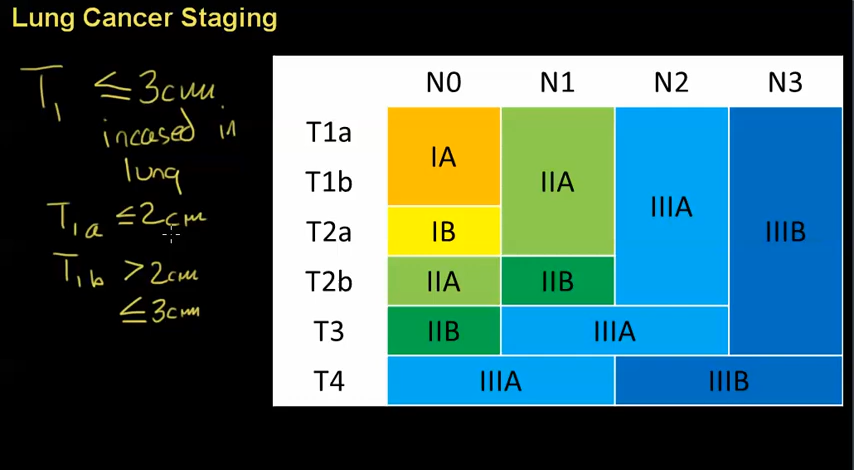 Lung Cancer Staging
T1 ≤3cm
incased in
lung
T1a ≤2cm
T1b >2cm
≤3cm
N0 N1 N2 N3
T1a
IA
T1b
IIA
IIIA
T2a IB IIIB
T2b IIA IIB
T3 IIB IIIA
T4 IIIA IIIB